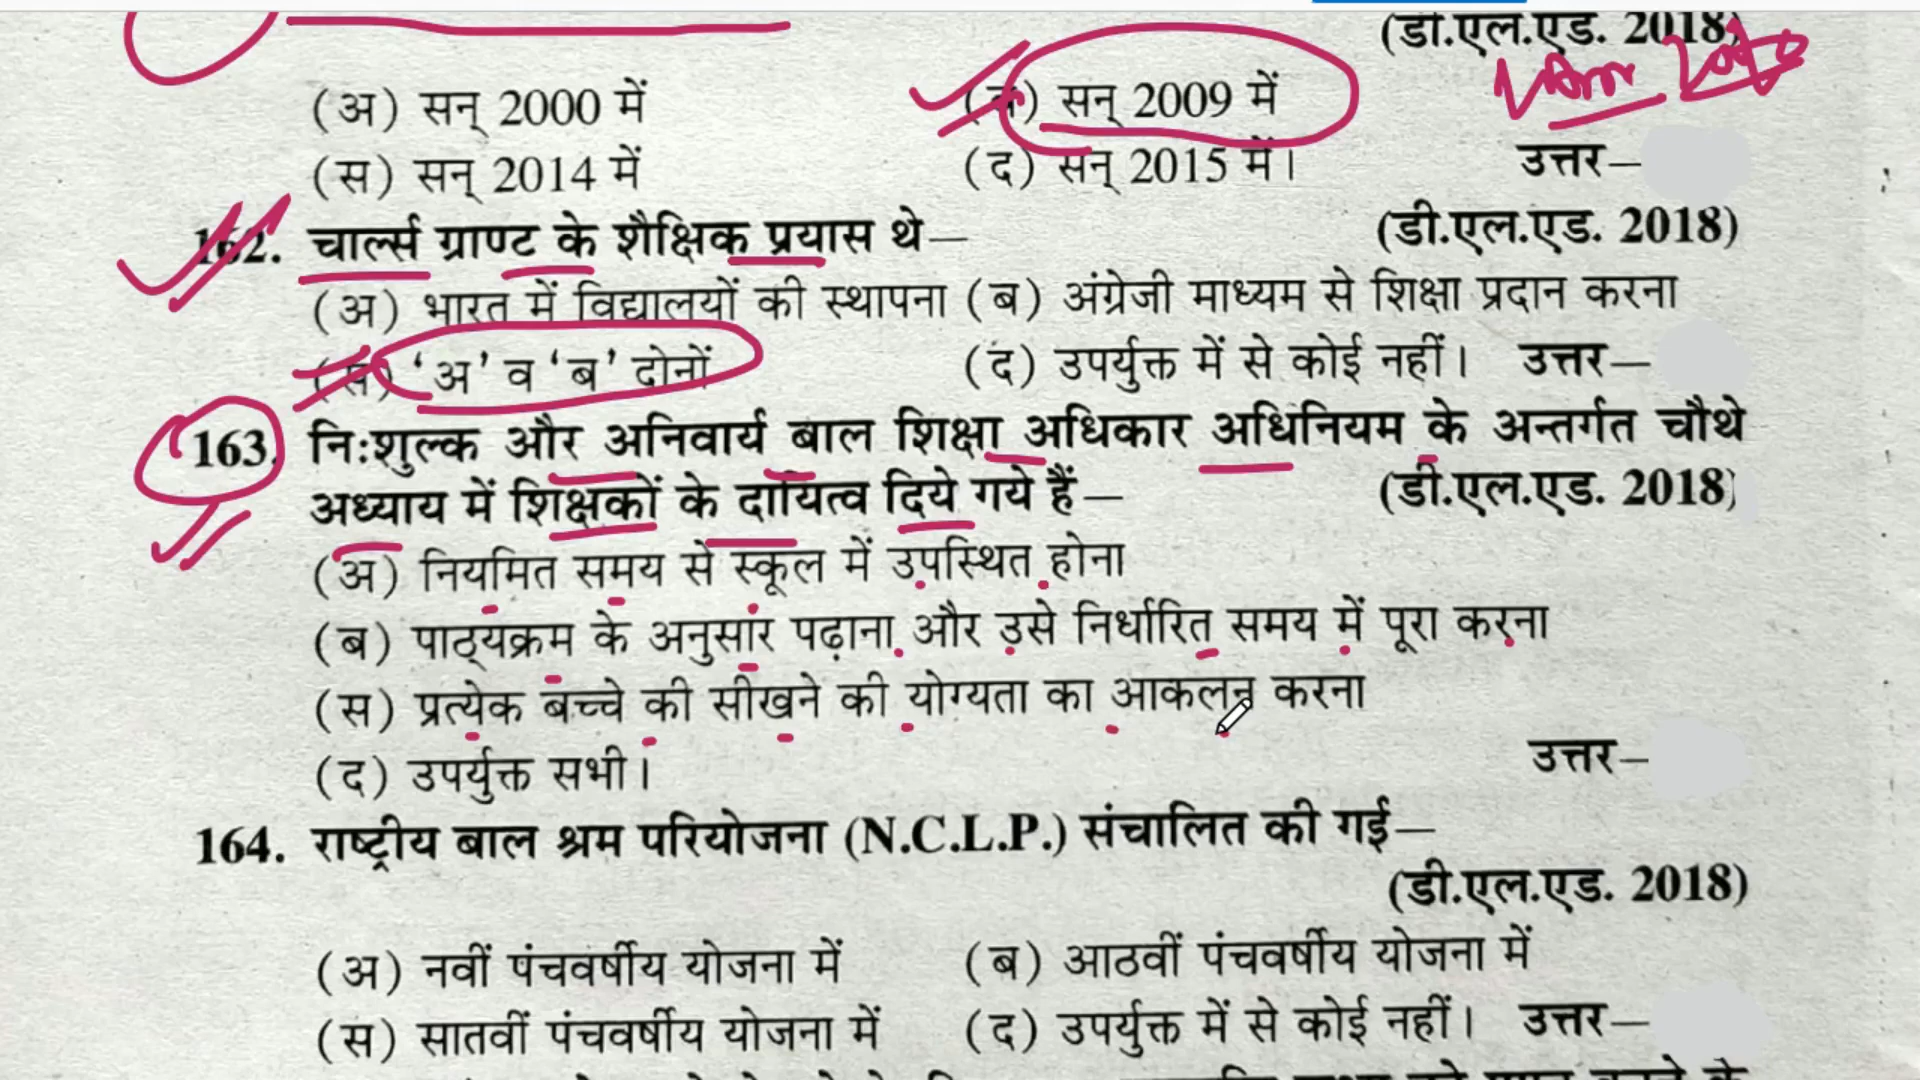 (डी.एल.एड. 2018)
(अ) सन् 2000 में (ब) सन् 2009 में
(स) सन् 2014 में (द) सन् 2015 में। उत्तर–
162. चार्ल्स ग्राण्ट के शैक्षिक प्रयास थे– (डी.एल.एड. 2018)
(अ) भारत में विद्यालयों की स्थापना (ब) अंग्रेजी माध्यम से शिक्षा प्रदान करना
(स) ‘अ’ व ‘ब’ दोनों (द) उपर्युक्त में से कोई नहीं। उत्तर–
163. नि:शुल्क और अनिवार्य बाल शिक्षा अधिकार अधिनियम के अन्तर्गत चौथे
अध्याय में शिक्षकों के दायित्व दिये गये हैं– (डी.एल.एड. 2018)
(अ) नियमित समय से स्कूल में उपस्थित होना
(ब) पाठ्यक्रम के अनुसार पढ़ाना और उसे निर्धारित समय में पूरा करना
(स) प्रत्येक बच्चे की सीखने की योग्यता का आकलन करना
(द) उपर्युक्त सभी। उत्तर–
164. राष्ट्रीय बाल श्रम परियोजना (N.C.L.P.) संचालित की गई–
(डी.एल.एड. 2018)
(अ) नवीं पंचवर्षीय योजना में (ब) आठवीं पंचवर्षीय योजना में
(स) सातवीं पंचवर्षीय योजना में (द) उपर्युक्त में से कोई नहीं। उत्तर–